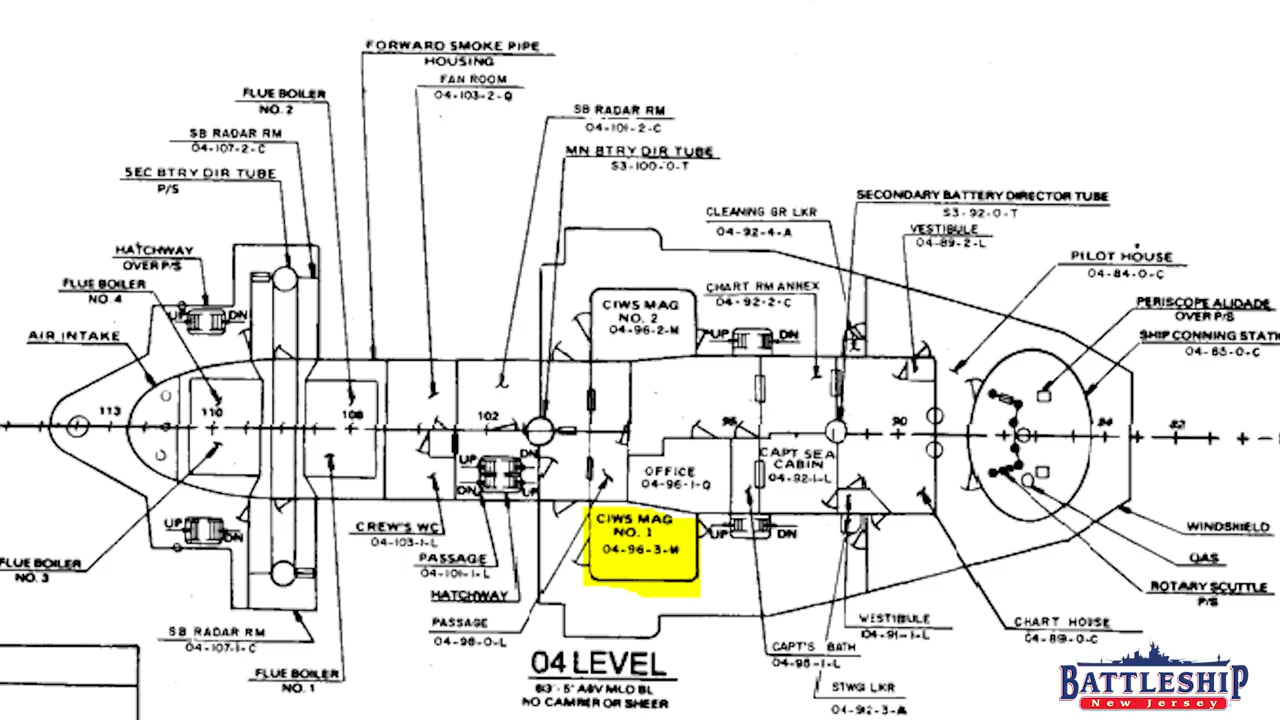 FORWARD SMOKE PIPE
HOUSING
FAN ROOM
04-103-2-Q
FLUE BOILER
NO. 2
SB RADAR RM
04-101-2-C
SB RADAR RM
04-107-2-C
MN BTRY DIR TUBE
S3-100-0-T
SEC BTRY DIR TUBE
P/S
SECONDARY BATTERY DIRECTOR TUBE
S3-92-0-T
CLEANING GR LKR
04-92-4-A
VESTIBULE
04-89-2-L
HATCHWAY
OVER P/S
PILOT HOUSE
04-84-0-C
FLUE BOILER
NO. 4
CHART RM ANNEX
04-92-2-C
CIWS MAG
NO. 2
04-96-2-M
PERISCOPE ALIDADE
OVER P/S
UP
DN
AIR INTAKE
UP
DN
SHIP CONNING STATI
04-85-0-C
113
110
108
102
96
90
84
82
UP
DN
DN
UP
OFFICE
04-96-1-Q
CAPT SEA
CABIN
04-92-1-L
CIWS MAG
NO. 1
04-96-3-M
UP
DN
UP
DN
CREW'S WC
04-103-1-L
WINDSHIELD
FLUE BOILER
NO. 3
PASSAGE
04-101-1-L
OAS
HATCHWAY
ROTARY SCUTTLE
P/S
PASSAGE
04-98-0-L
VESTIBULE
04-91-1-L
CHART HOUSE
04-89-0-C
SB RADAR RM
04-107-1-C
CAPT'S BATH
04-95-1-L
04 LEVEL
83'-5" ABV MLD BL
NO CAMBER OR SHEER
FLUE BOILER
NO. 1
STWG LKR
04-92-3-A
BATTLESHIP
New Jersey